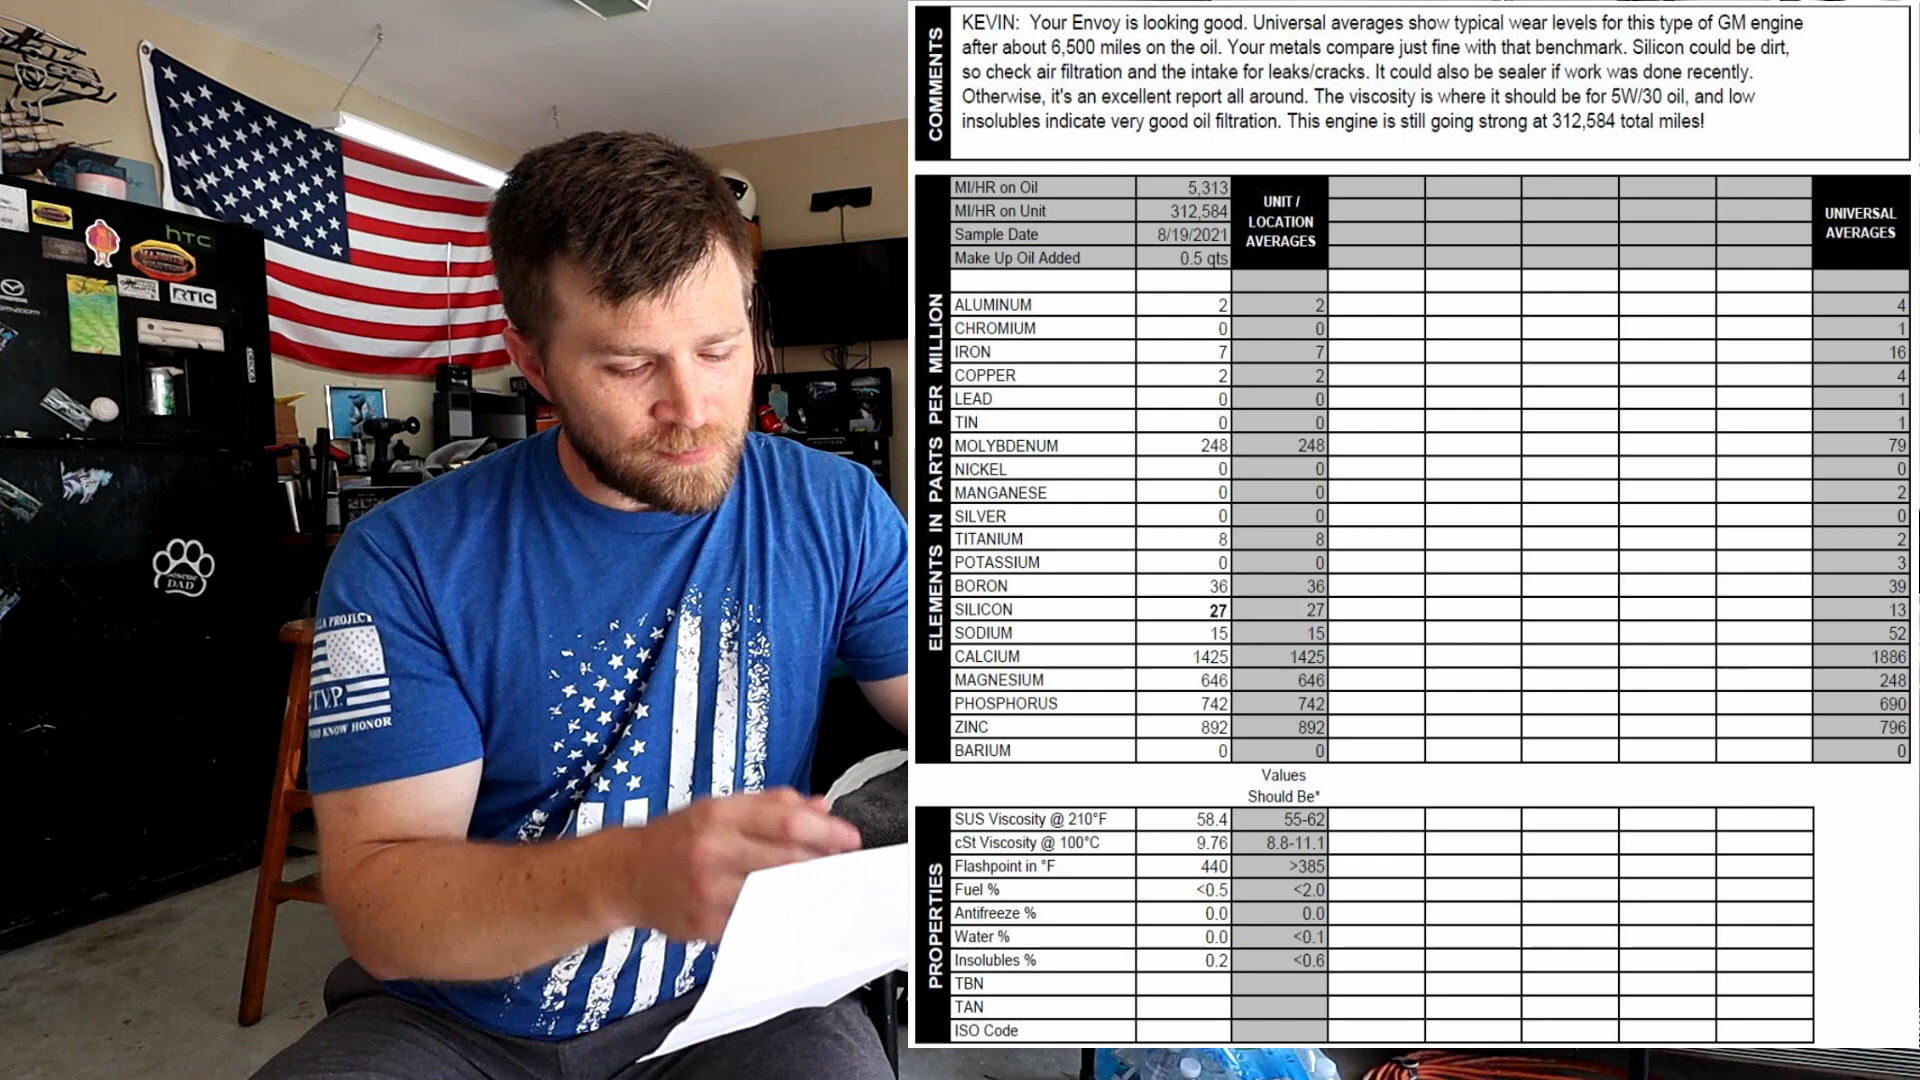 COMMENTS
KEVIN: Your Envoy is looking good. Universal averages show typical wear levels for this type of GM engine
after about 6,500 miles on the oil. Your metals compare just fine with that benchmark. Silicon could be dirt,
so check air filtration and the intake for leaks/cracks. It could also be sealer if work was done recently.
Otherwise, it's an excellent report all around. The viscosity is where it should be for 5W/30 oil, and low
insolubles indicate very good oil filtration. This engine is still going strong at 312,584 total miles!
MI/HR on Oil 5,313
MI/HR on Unit 312,584
Sample Date 8/19/2021
Make Up Oil Added 0.5 qts
UNIT /
LOCATION
AVERAGES
UNIVERSAL
AVERAGES
ELEMENTS IN PARTS PER MILLION
ALUMINUM 2 2 4
CHROMIUM 0 0 1
IRON 7 7 16
COPPER 2 2 4
LEAD 0 0 1
TIN 0 0 1
MOLYBDENUM 248 248 79
NICKEL 0 0 0
MANGANESE 0 0 2
SILVER 0 0 0
TITANIUM 8 8 2
POTASSIUM 0 0 3
BORON 36 36 39
SILICON 27 27 13
SODIUM 15 15 52
CALCIUM 1425 1425 1886
MAGNESIUM 646 646 248
PHOSPHORUS 742 742 690
ZINC 892 892 796
BARIUM 0 0 0
Values
Should Be*
PROPERTIES
SUS Viscosity @ 210°F 58.4 55-62
cSt Viscosity @ 100°C 9.76 8.8-11.1
Flashpoint in °F 440 >385
Fuel % <0.5 <2.0
Antifreeze % 0.0 0.0
Water % 0.0 <0.1
Insolubles % 0.2 <0.6
TBN
TAN
ISO Code
hTC
RTIC
rescue
DAD
PROJECT
T.V.P.
KNOW HONOR